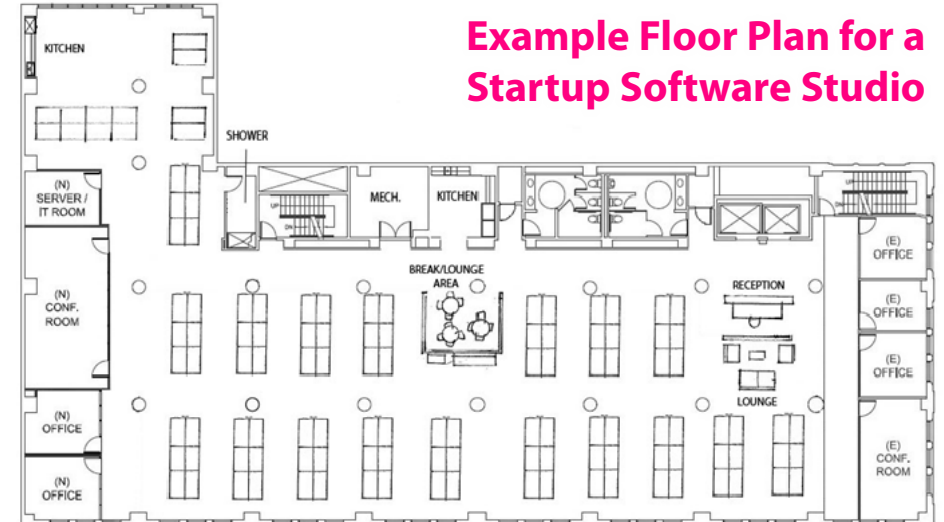 Example Floor Plan for a
Startup Software Studio
KITCHEN
SHOWER
(N)
SERVER /
IT ROOM
UP
DN
MECH.
KITCHEN
UP
DN
(E)
OFFICE
BREAK/LOUNGE
AREA
RECEPTION
(N)
CONF.
ROOM
(E)
OFFICE
(E)
OFFICE
LOUNGE
(N)
OFFICE
(E)
CONF.
ROOM
(N)
OFFICE